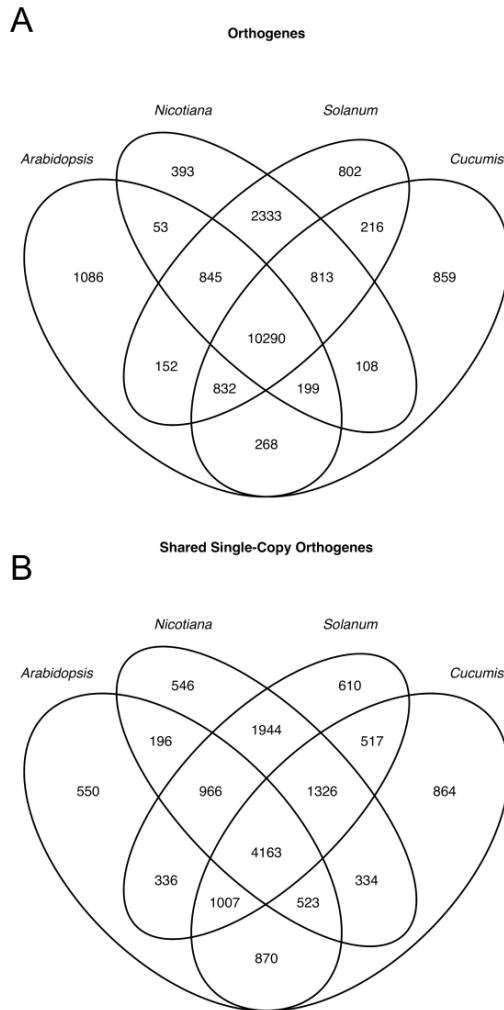 A
Orthogenes
Nicotiana Solanum
Arabidopsis Cucumis
393 802
53 2333 216
1086 845 813 859
10290
152 108
832 199
268
Shared Single-Copy Orthogenes
B
Nicotiana Solanum
Arabidopsis Cucumis
546 610
196 1944 517
550 966 1326 864
4163
336 334
1007 523
870